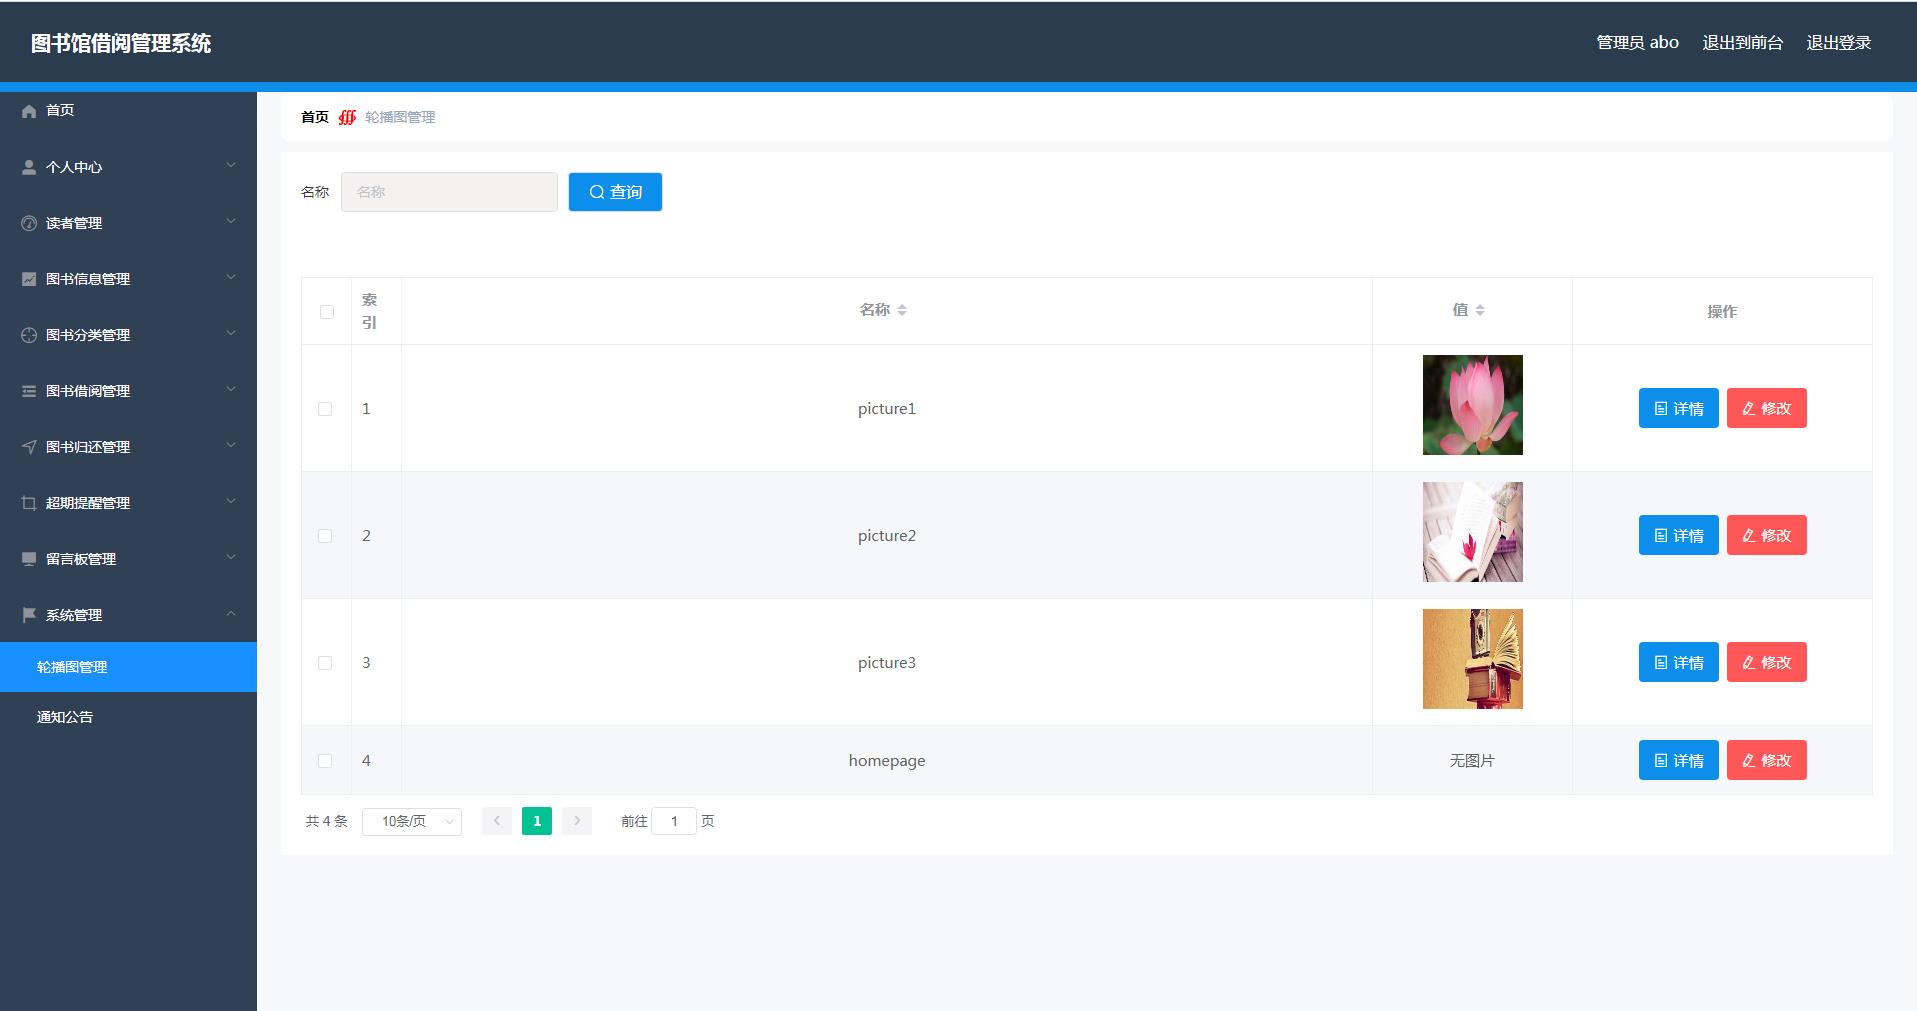 图书馆借阅管理系统
管理员 abo 退出到前台 退出登录
首页
个人中心
读者管理
图书信息管理
图书分类管理
图书借阅管理
图书归还管理
超期提醒管理
留言板管理
系统管理
轮播图管理
通知公告
首页 轮播图管理
名称 名称 查询
索引 名称 值 操作
1 picture1 详情 修改
2 picture2 详情 修改
3 picture3 详情 修改
4 homepage 无图片 详情 修改
共 4 条 10条/页 1 前往 1 页